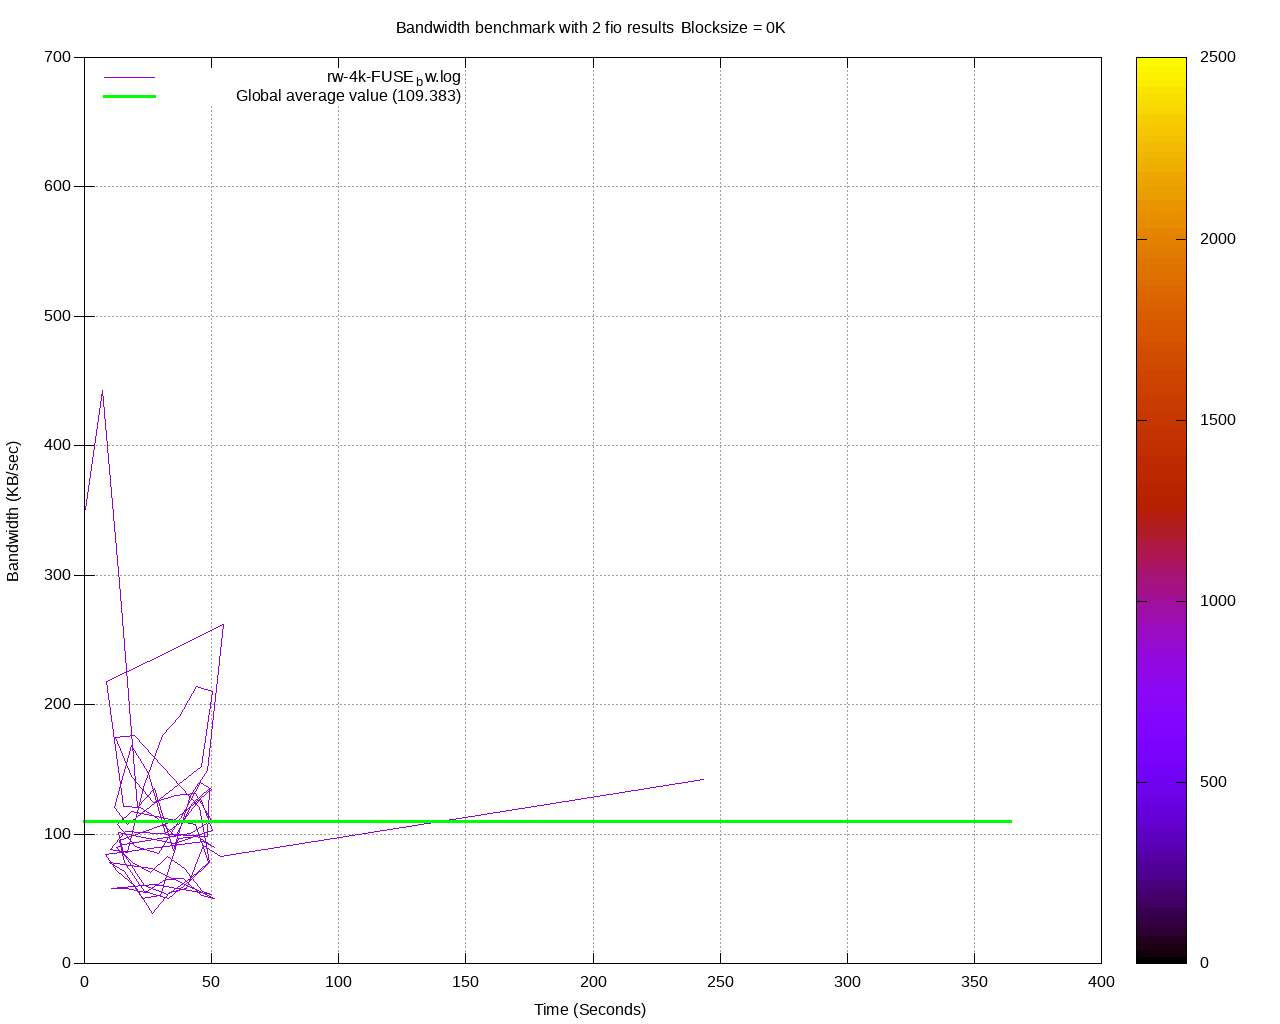 Bandwidth benchmark with 2 fio results Blocksize = 0K
rw-4k-FUSE_bw.log
Global average value (109.383)
700
600
500
400
300
200
100
0
Bandwidth (KB/sec)
0 50 100 150 200 250 300 350 400
Time (Seconds)
2500
2000
1500
1000
500
0